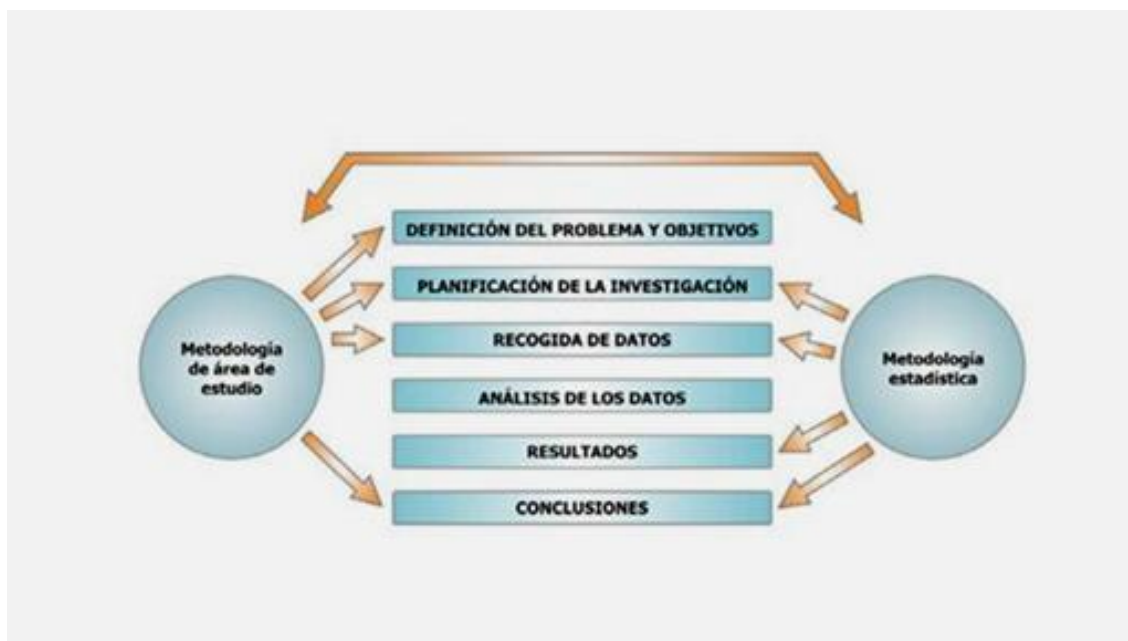 DEFINICIÓN DEL PROBLEMA Y OBJETIVOS
PLANIFICACIÓN DE LA INVESTIGACIÓN
RECOGIDA DE DATOS
ANÁLISIS DE LOS DATOS
RESULTADOS
CONCLUSIONES
Metodología
de área de
estudio
Metodología
estadística